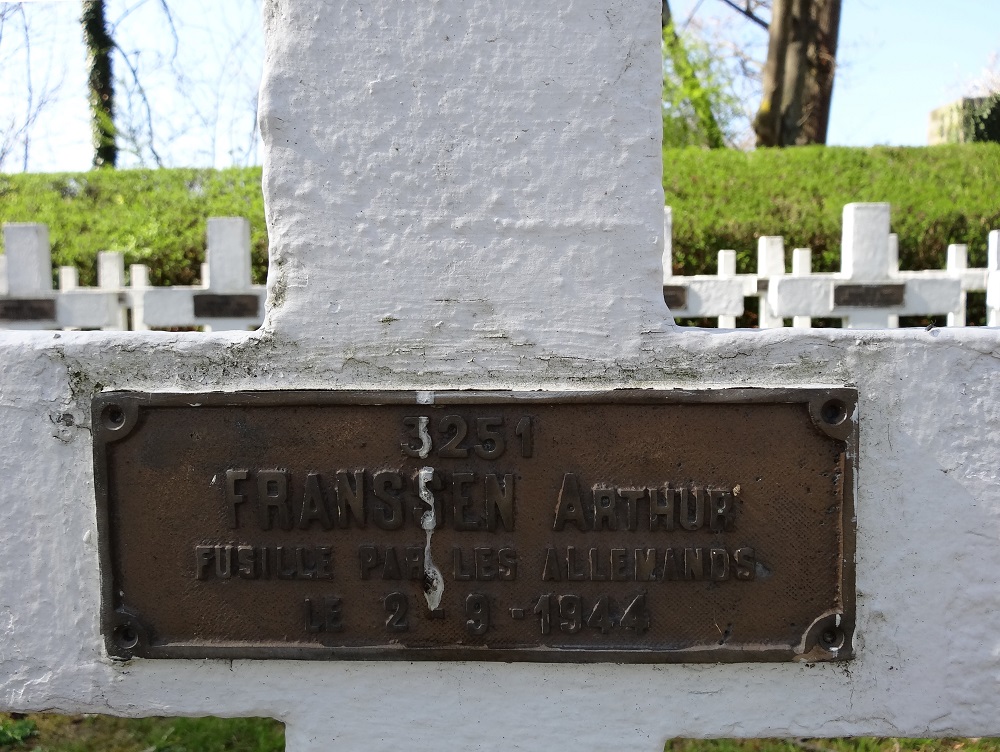 3251
FRANSSEN ARTHUR
FUSILLE PAR LES ALLEMANDS
LE 2-9-1944